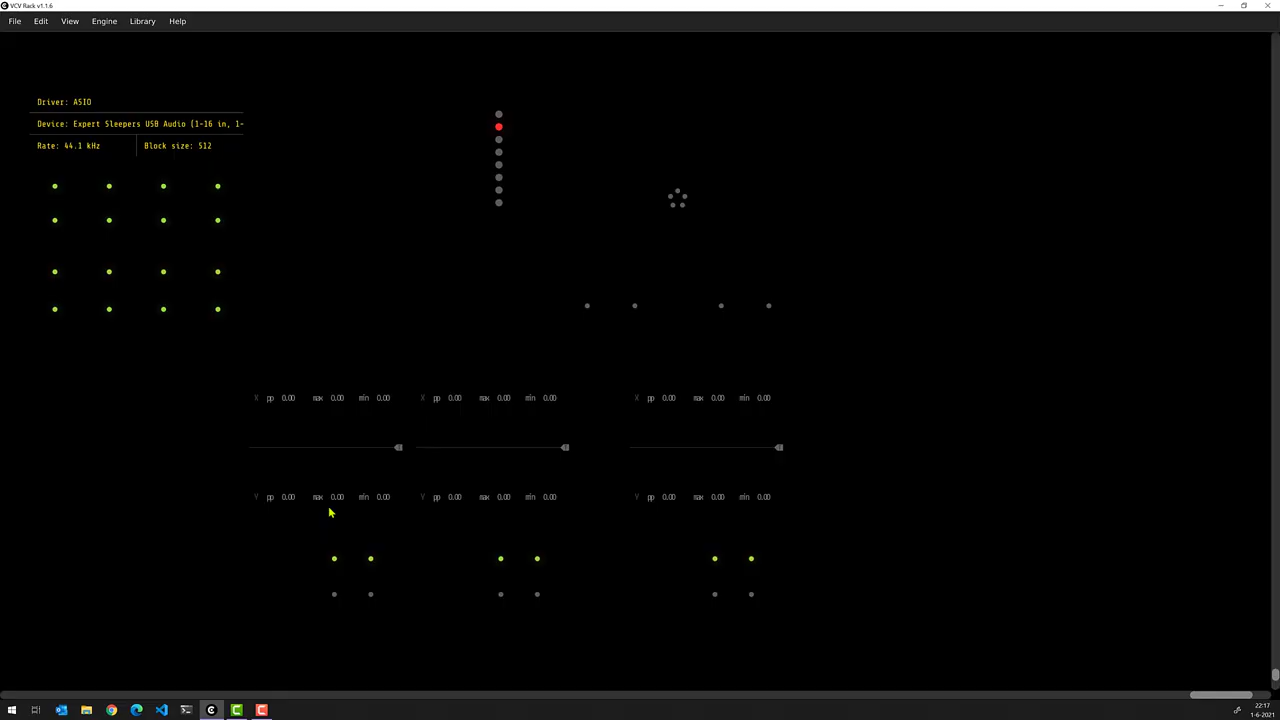 VCV Rack v1.1.6
File Edit View Engine Library Help
Driver: ASIO
Device: Expert Sleepers USB Audio (1-16 in, 1-
Rate: 44.1 kHz Block size: 512
X pp 0.00 max 0.00 min 0.00 X pp 0.00 max 0.00 min 0.00 X pp 0.00 max 0.00 min 0.00
Y pp 0.00 max 0.00 min 0.00 Y pp 0.00 max 0.00 min 0.00 Y pp 0.00 max 0.00 min 0.00
22:17
1-6-2021